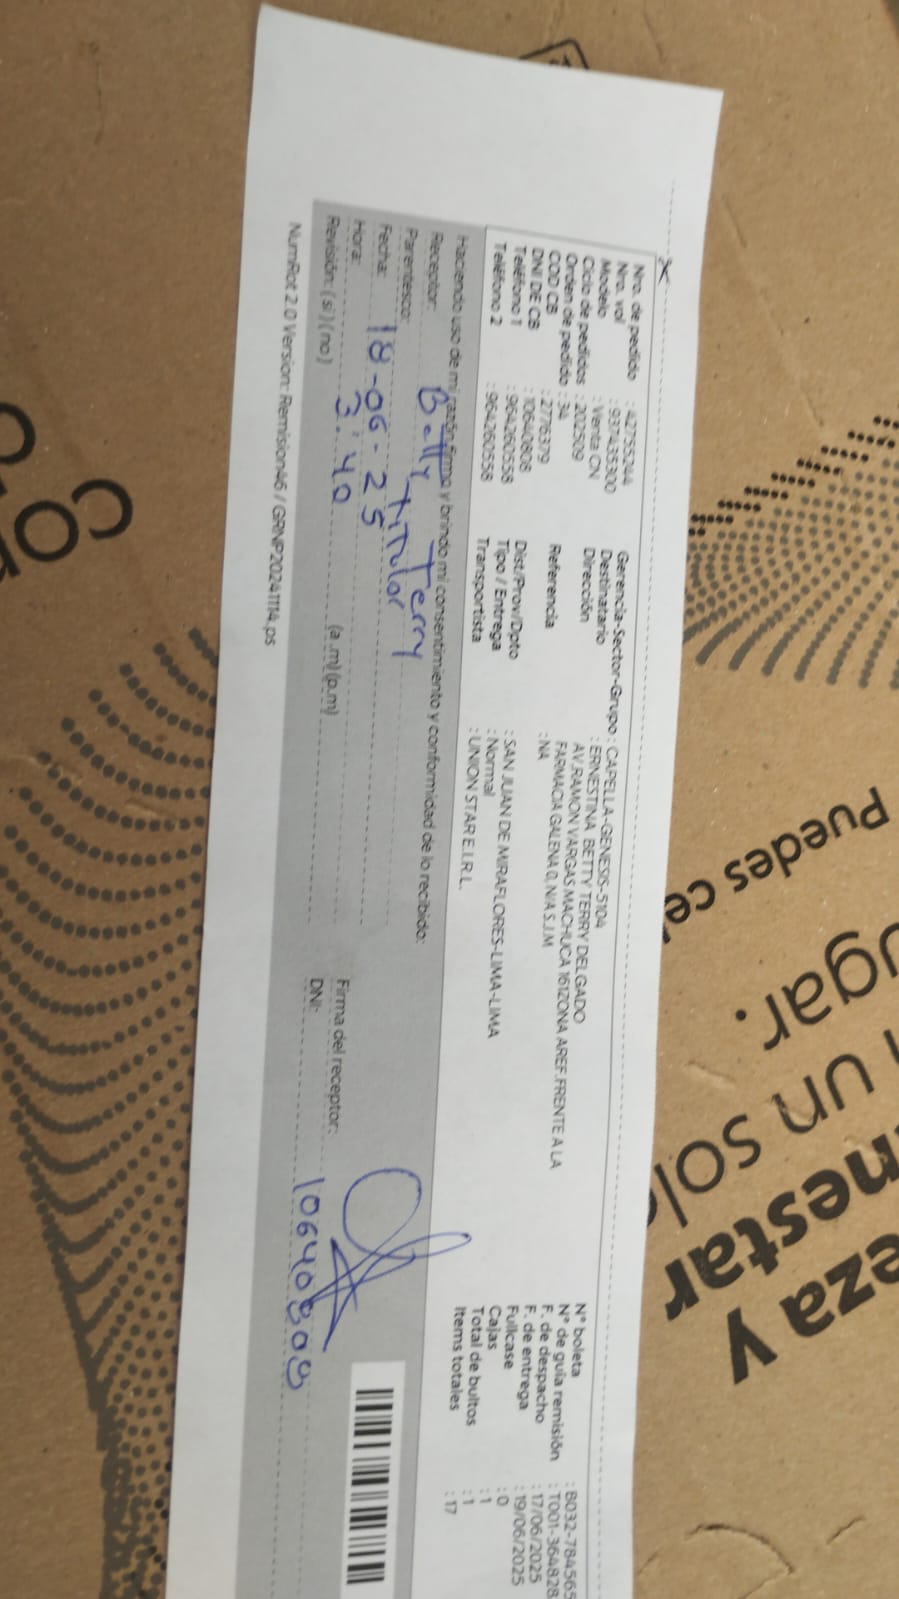 Nro. de pedido : 42755244
Nro. vol : 937435300
Modelo : Venta CN
Ciclo de pedidos : 202509
Orden de pedido : 34
COD CB : 2776379
DNI DE CB : 10640808
Teléfono 1 : 964260558
Teléfono 2 : 964260558
Gerencia-Sector-Grupo : CAPELLA-GENESIS-5104
Destinatario : ERNESTINA BETTY TERRY DELGADO
Dirección AV.RAMON VARGAS MACHUCA 161ZONA AREF.FRENTE A LA
FARMACIA GALENA 0, N/A S.J.M
Referencia : NA
Dist/Prov/Dpto : SAN JUAN DE MIRAFLORES-LIMA-LIMA
Tipo / Entrega : Normal
Transportista : UNION STAR E.I.R.L.
N° boleta : B032-784565
N° de guía remisión : T001-364828
F. de despacho : 17/06/2025
F. de entrega : 19/06/2025
Fullcase : 0
Cajas : 1
Total de bultos : 1
Items totales : 17
Haciendo uso de mi razón firmo y brindo mi consentimiento y conformidad de lo recibido:
Receptor: Betty Terry
Parentesco: titular
Fecha: 18-06-25
Hora: 3:40 (a.m) (p.m)
Revisión: (si) (no)
Firma del receptor:
DNI: 10640808
NumRot 2.0 Version: Remision46 / GRNP20241114.ps
Puedes
ugar.
un
nestar
eza y